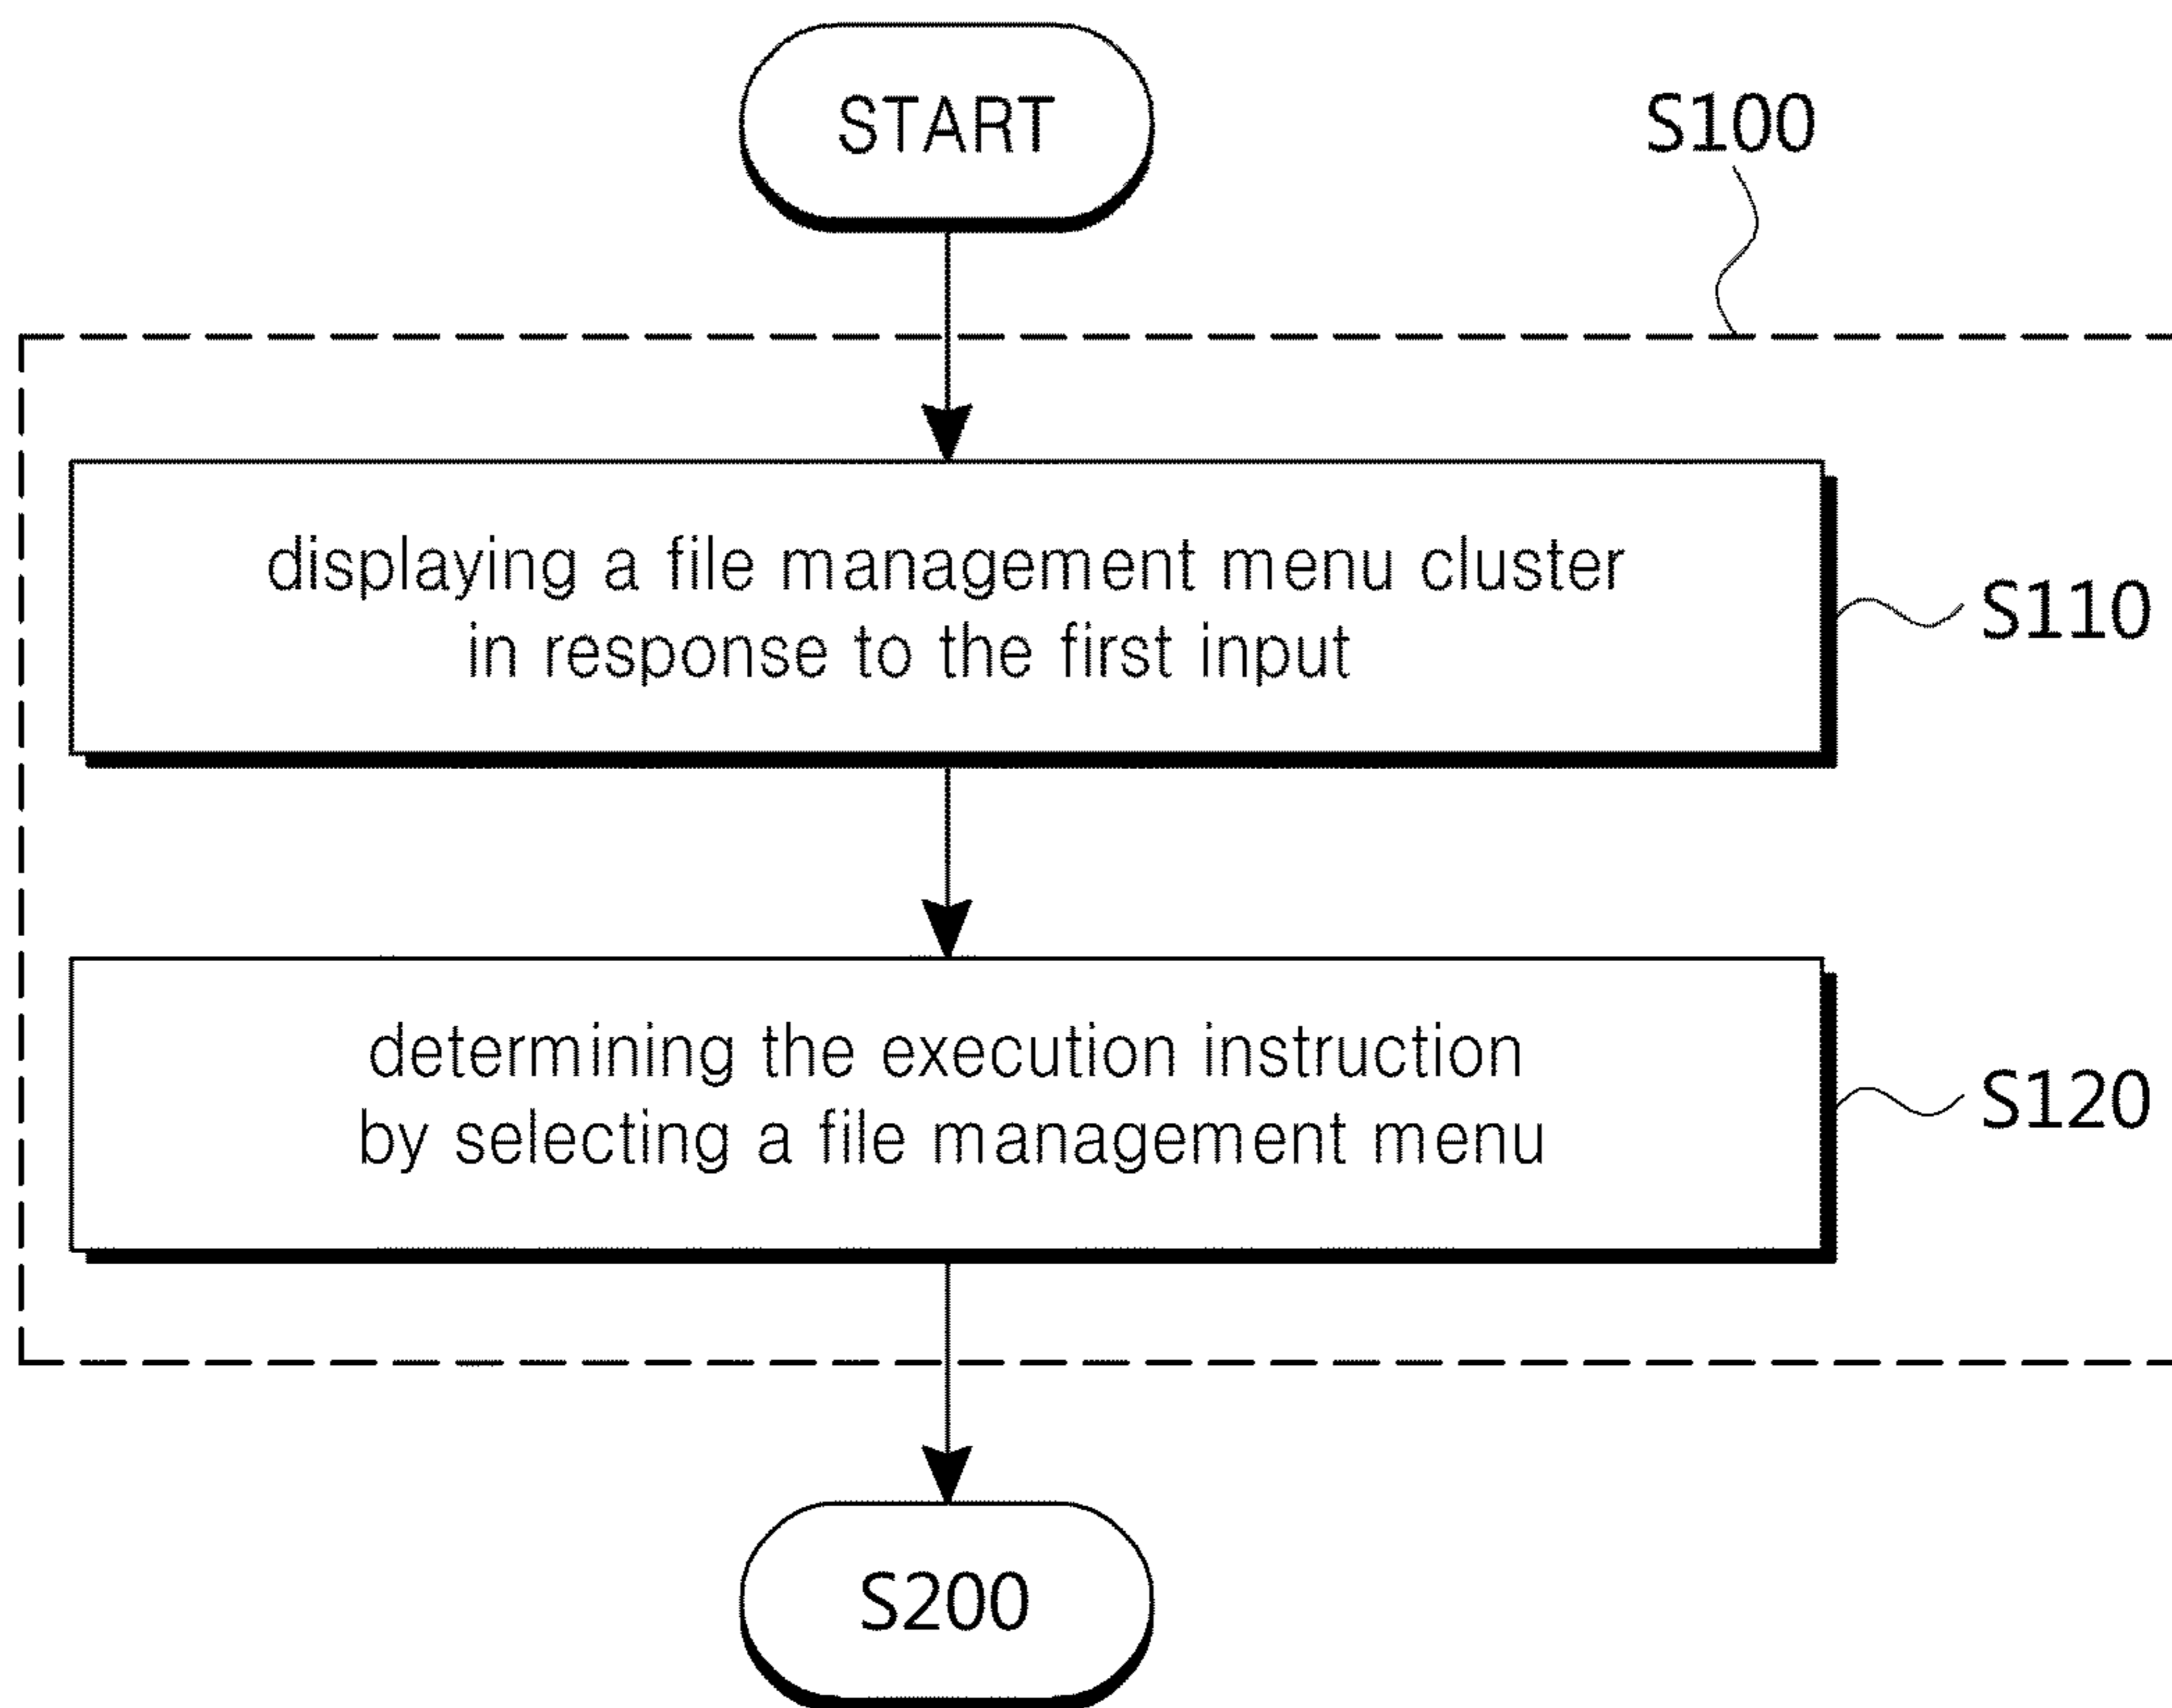 START
S100
displaying a file management menu cluster
in response to the first input
S110
determining the execution instruction
by selecting a file management menu
S120
S200